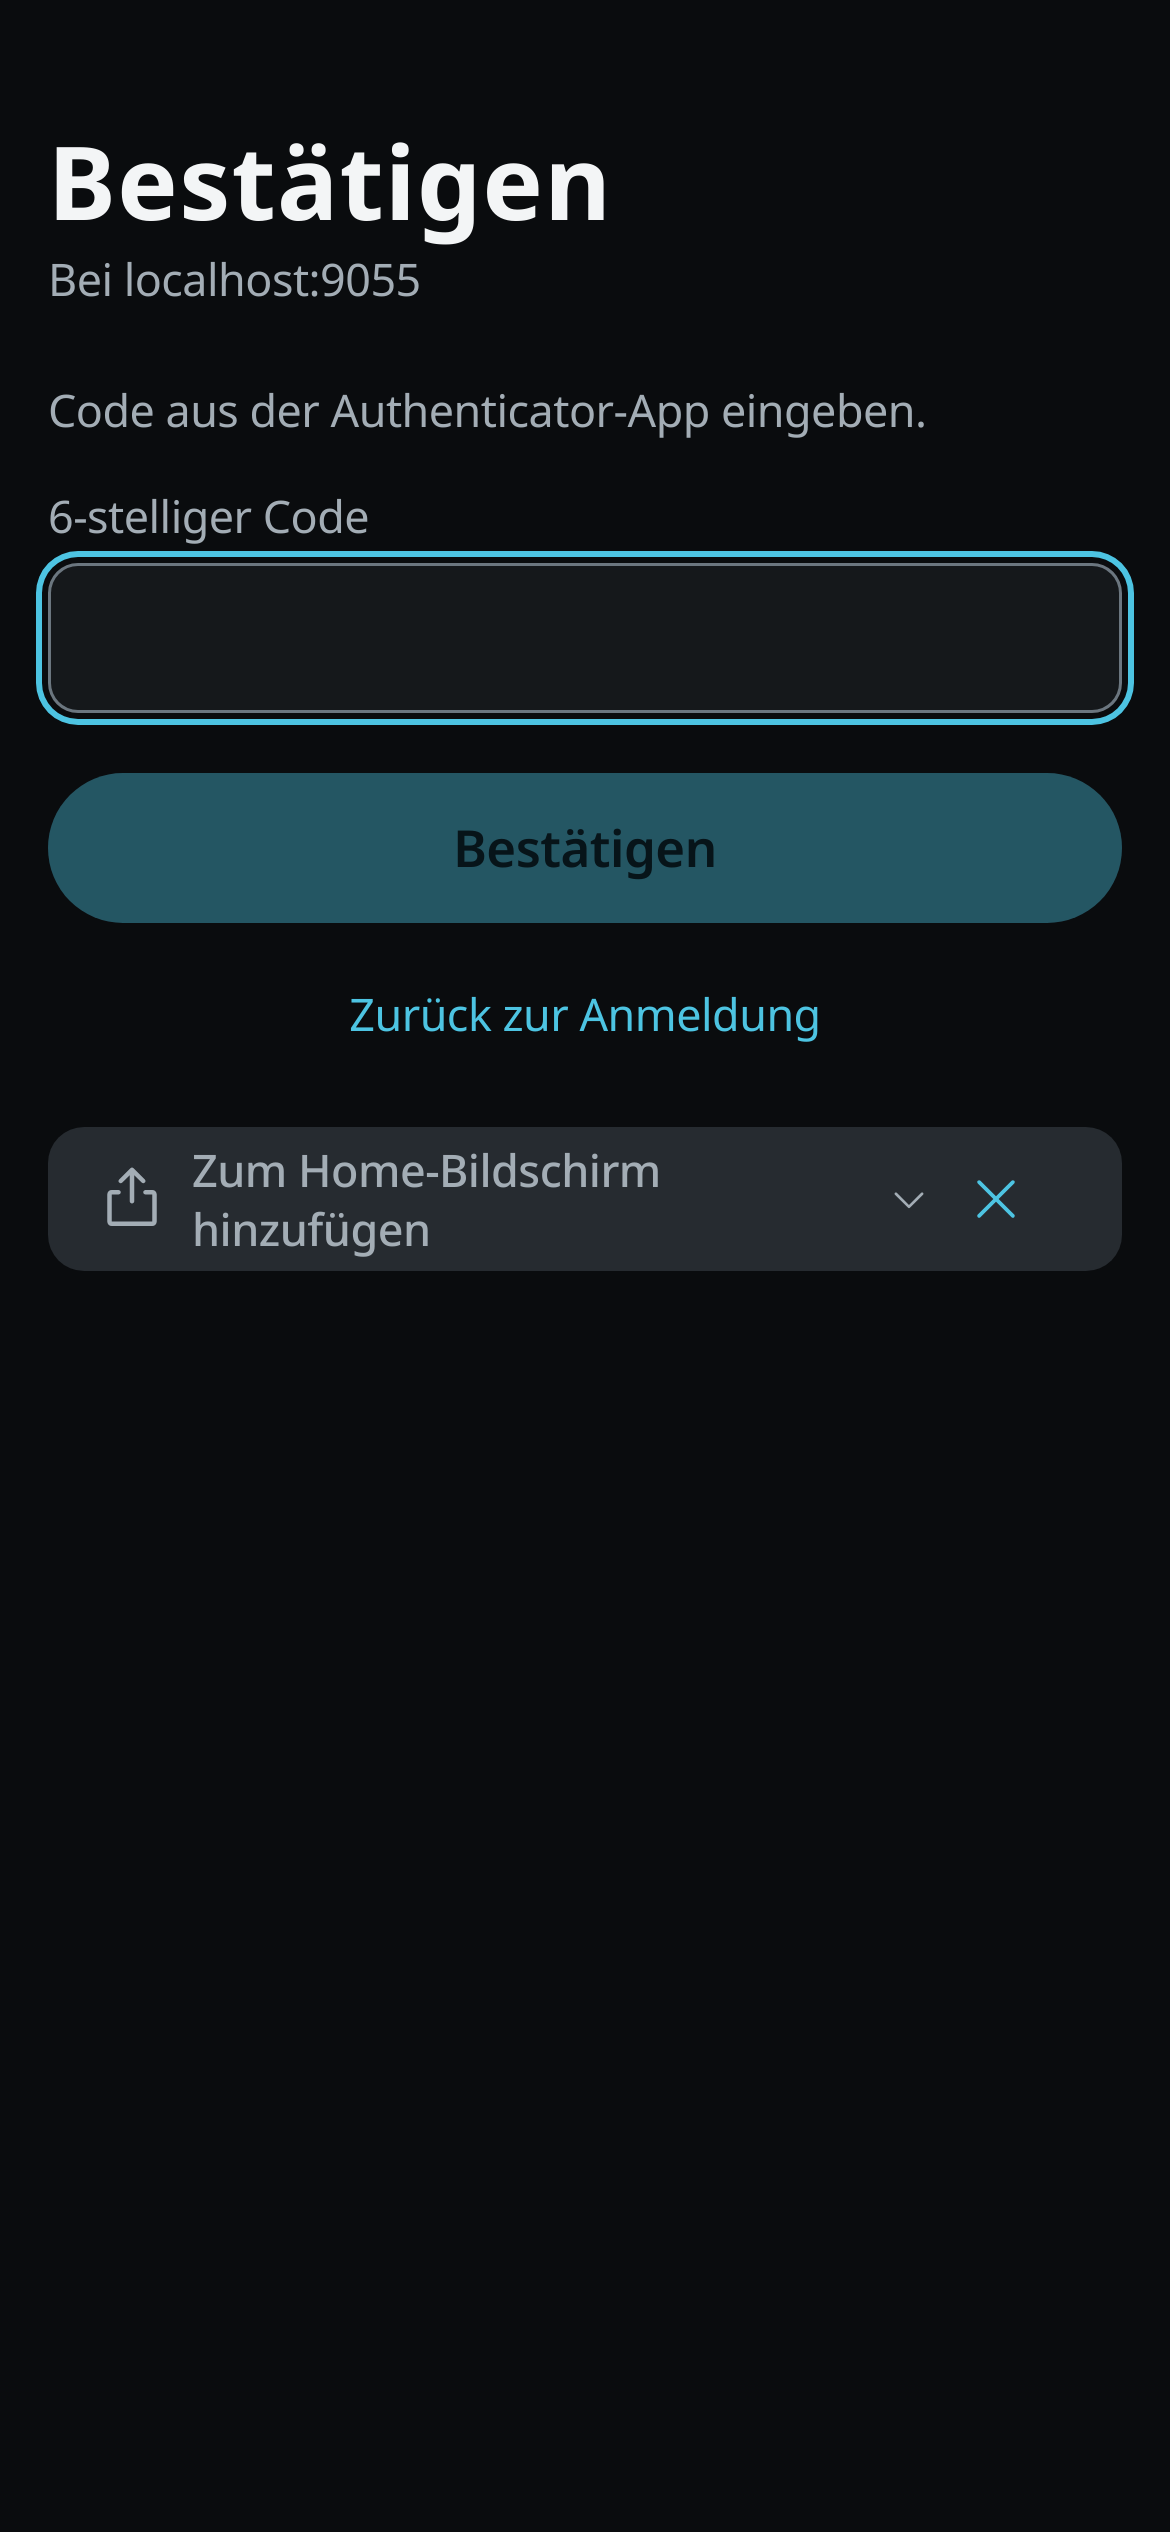 Bestätigen
Bei localhost:9055
Code aus der Authenticator-App eingeben.
6-stelliger Code
Bestätigen
Zurück zur Anmeldung
Zum Home-Bildschirm
hinzufügen